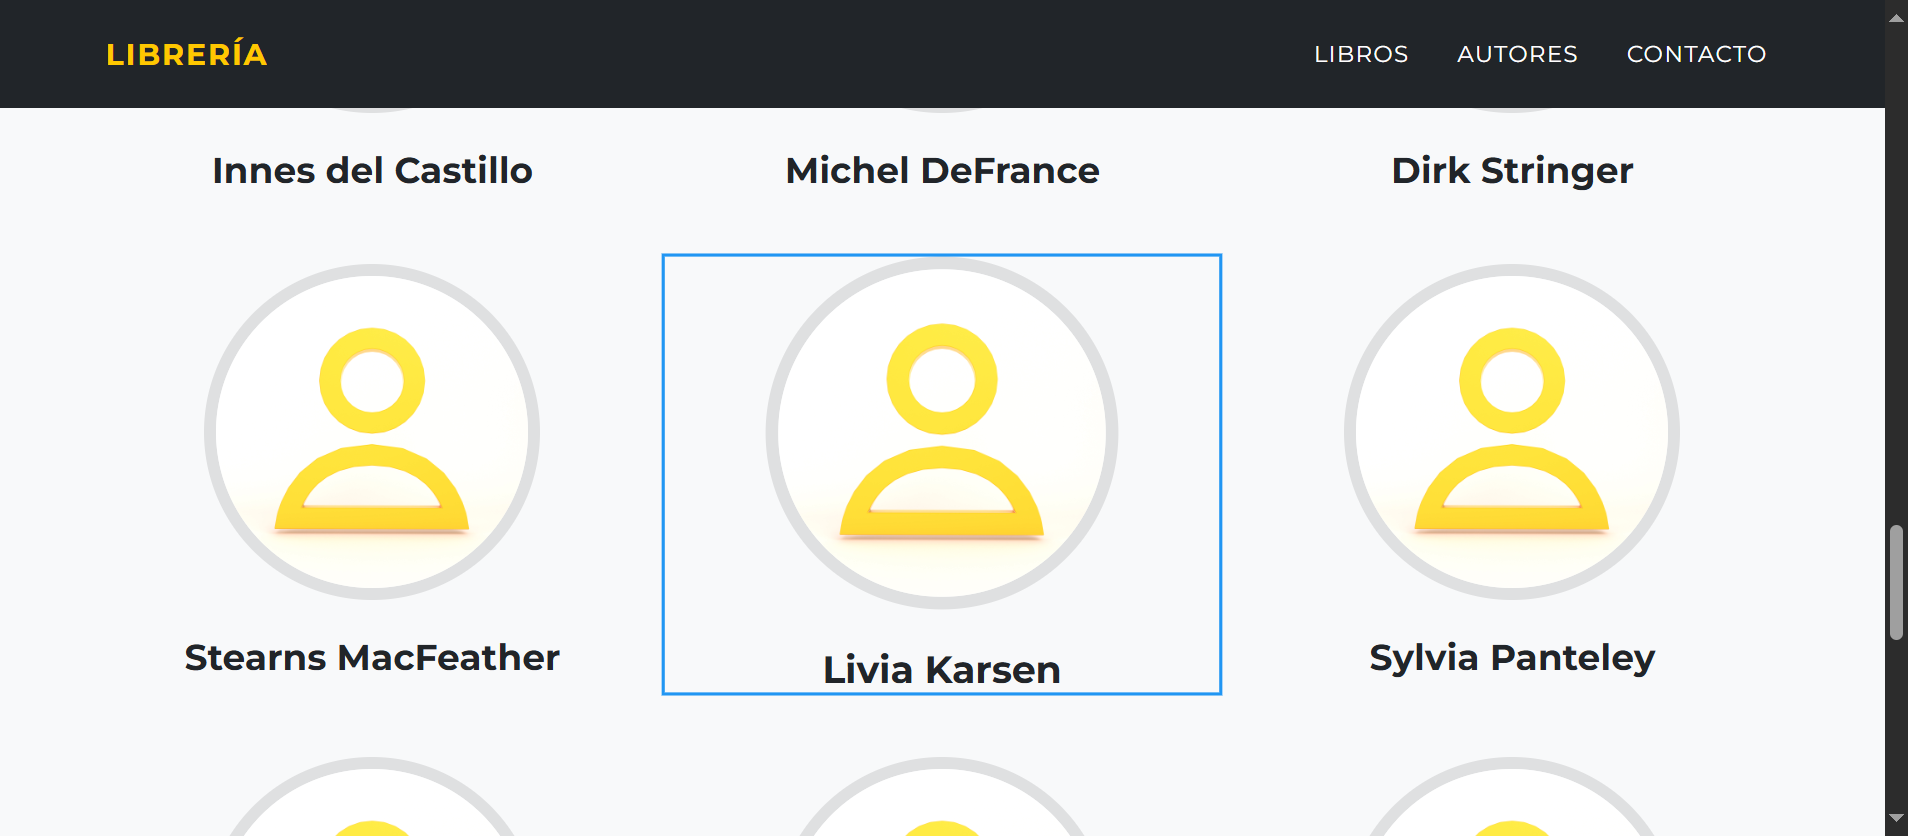 LIBRERÍA
LIBROS AUTORES CONTACTO
Innes del Castillo
Michel DeFrance
Dirk Stringer
Stearns MacFeather
Livia Karsen
Sylvia Panteley